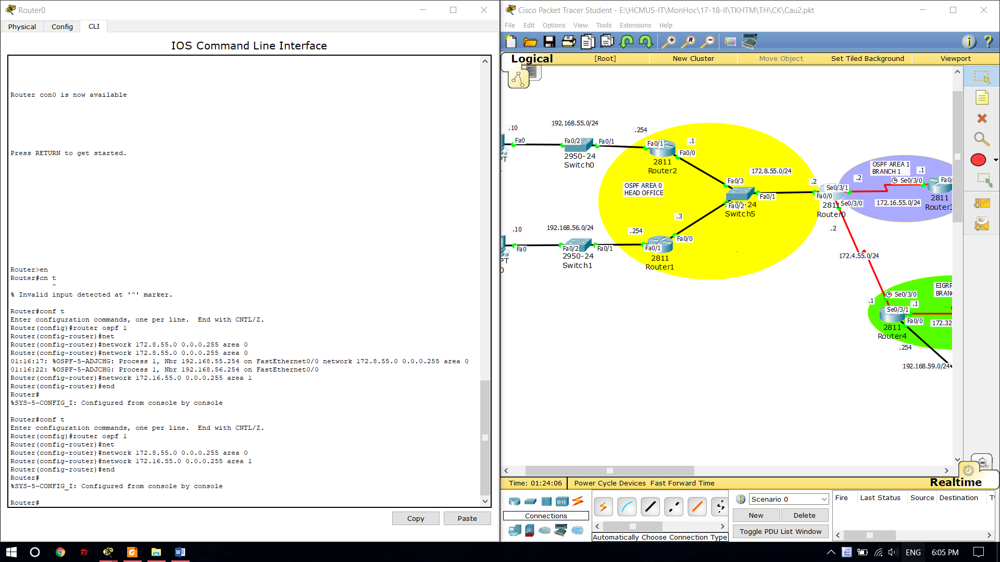 Router0
Physical Config CLI
IOS Command Line Interface
Router con0 is now available
Press RETURN to get started.
Router>en
Router#cn t
^
% Invalid input detected at '^' marker.
Router#conf t
Enter configuration commands, one per line.  End with CNTL/Z.
Router(config)#router ospf 1
Router(config-router)#net
Router(config-router)#network 172.8.55.0 0.0.0.255 area 0
Router(config-router)#network 172.8.55.0 0.0.0.255 area 0
01:16:17: %OSPF-5-ADJCHG: Process 1, Nbr 192.168.55.254 on FastEthernet0/0 network 172.8.55.0 0.0.0.255 area 0
01:16:22: %OSPF-5-ADJCHG: Process 1, Nbr 192.168.56.254 on FastEthernet0/0
Router(config-router)#network 172.16.55.0 0.0.0.255 area 1
Router(config-router)#end
Router#
%SYS-5-CONFIG_I: Configured from console by console
Router#conf t
Enter configuration commands, one per line.  End with CNTL/Z.
Router(config)#router ospf 1
Router(config-router)#net
Router(config-router)#network 172.8.55.0 0.0.0.255 area 0
Router(config-router)#network 172.16.55.0 0.0.0.255 area 1
Router(config-router)#end
Router#
%SYS-5-CONFIG_I: Configured from console by console
Router#
Copy Paste
Cisco Packet Tracer Student - E:\HCMUS-IT\MonHoc\17-18-II\TKHTM\TH\CK\Cau2.pkt
File Edit Options View Tools Extensions Help
Logical [Root] New Cluster Move Object Set Tiled Background Viewport
.10
192.168.55.0/24
.254
Fa0
Fa0/2
Fa0/1
Fa0/1
.1
Fa0/0
PT
2950-24
Switch0
2811
Router2
OSPF AREA 0
HEAD OFFICE
172.8.55.0/24
Fa0/3
Fa0/1
Fa0/2
-24
Switch5
.2
Se0/3/1
Fa0/0
Se0/3/0
2811
Router0
.2
OSPF AREA 1
BRANCH 1
.1
.2
Se0/3/0
Fa0/
172.16.55.0/24
2811
Router3
.10
192.168.56.0/24
.254
.3
Fa0
Fa0/2
Fa0/1
Fa0/1
Fa0/0
PT
0
2950-24
Switch1
2811
Router1
172.4.55.0/24
EIGRP
BRAN
Se0/3/0
.1
.1
Se0/3/1
Fa0/0
172.32
2811
Router4
.254
192.168.59.0/24
Time: 01:24:06 Power Cycle Devices Fast Forward Time
Realtime
Connections
Automatically Choose Connection Type
Scenario 0
New Delete
Toggle PDU List Window
Fire Last Status Source Destination
ENG 6:05 PM